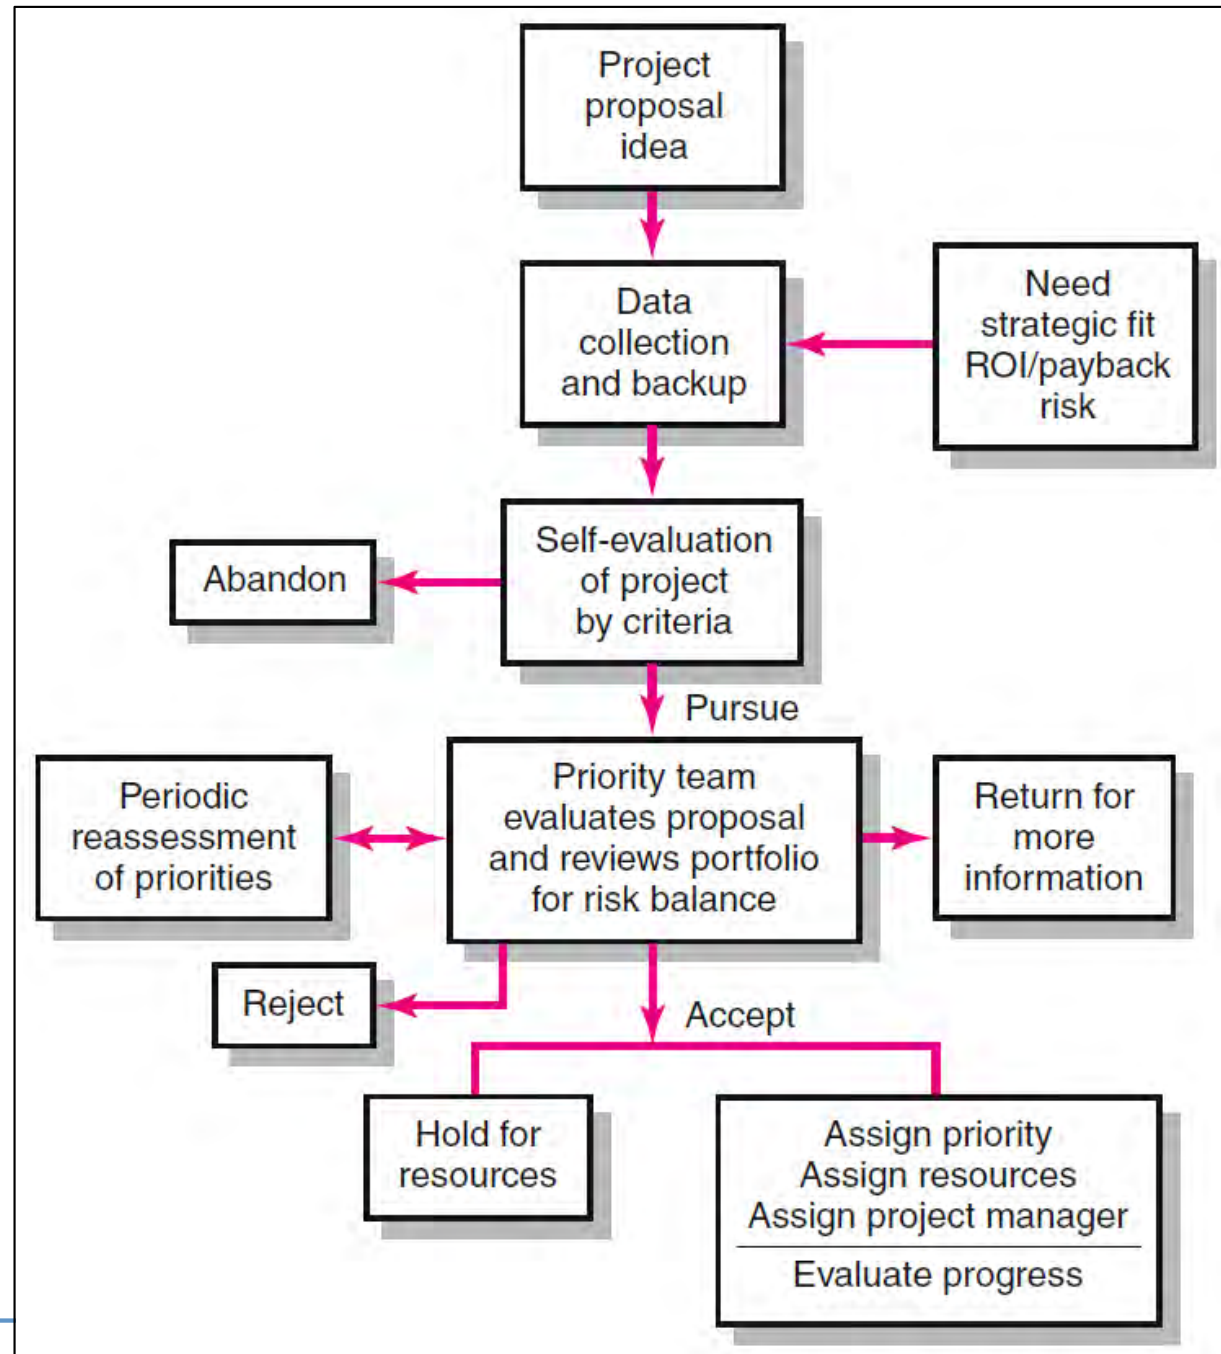 Project
proposal
idea
Data
collection
and backup
Need
strategic fit
ROI/payback
risk
Self-evaluation
of project
by criteria
Abandon
Pursue
Periodic
reassessment
of priorities
Priority team
evaluates proposal
and reviews portfolio
for risk balance
Return for
more
information
Reject
Accept
Hold for
resources
Assign priority
Assign resources
Assign project manager
Evaluate progress